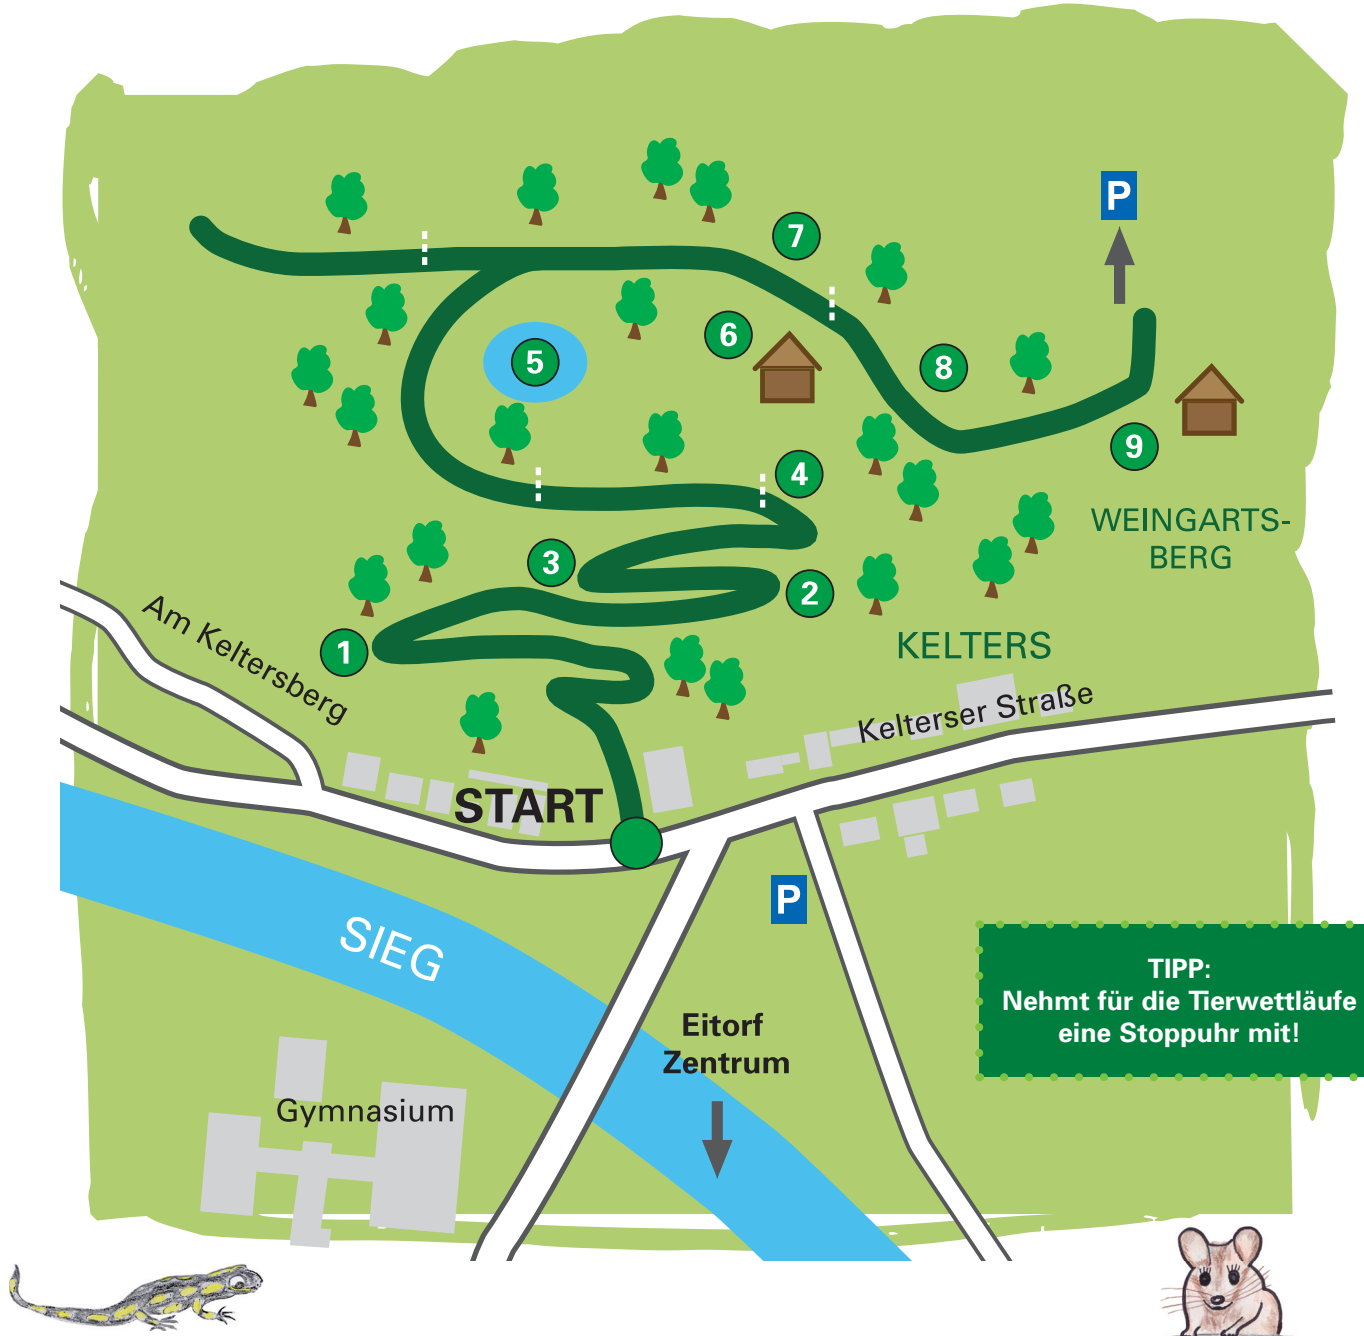 P
7
6
5
8
9
4
WEINGARTS-
BERG
3
2
1
Am Keltersberg
KELTERS
Kelterser Straße
START
P
SIEG
TIPP:
Nehmt für die Tierwettläufe
eine Stoppuhr mit!
Eitorf
Zentrum
Gymnasium